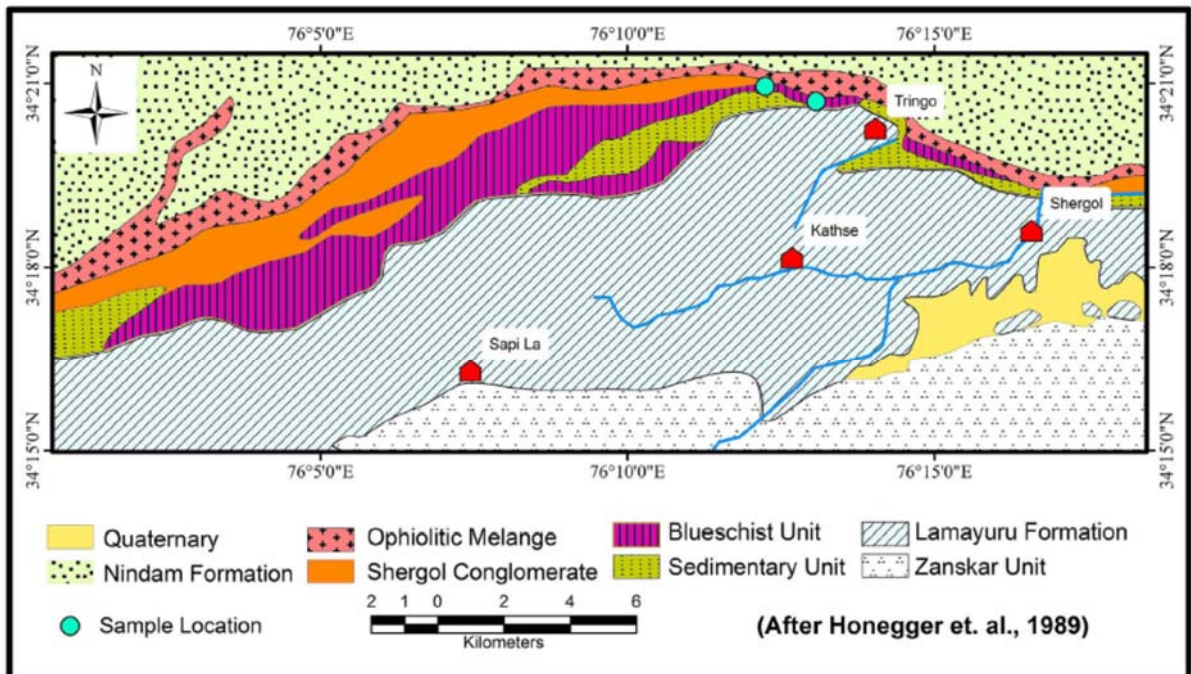 76°5'0"E 76°10'0"E 76°15'0"E
34°21'0"N 34°21'0"N
N
Tringo
Shergol
Kathse
34°18'0"N 34°18'0"N
Sapi La
34°15'0"N 34°15'0"N
76°5'0"E 76°10'0"E 76°15'0"E
Quaternary Ophiolitic Melange Blueschist Unit Lamayuru Formation
Nindam Formation Shergol Conglomerate Sedimentary Unit Zanskar Unit
2 1 0 2 4 6
Sample Location (After Honegger et. al., 1989)
Kilometers